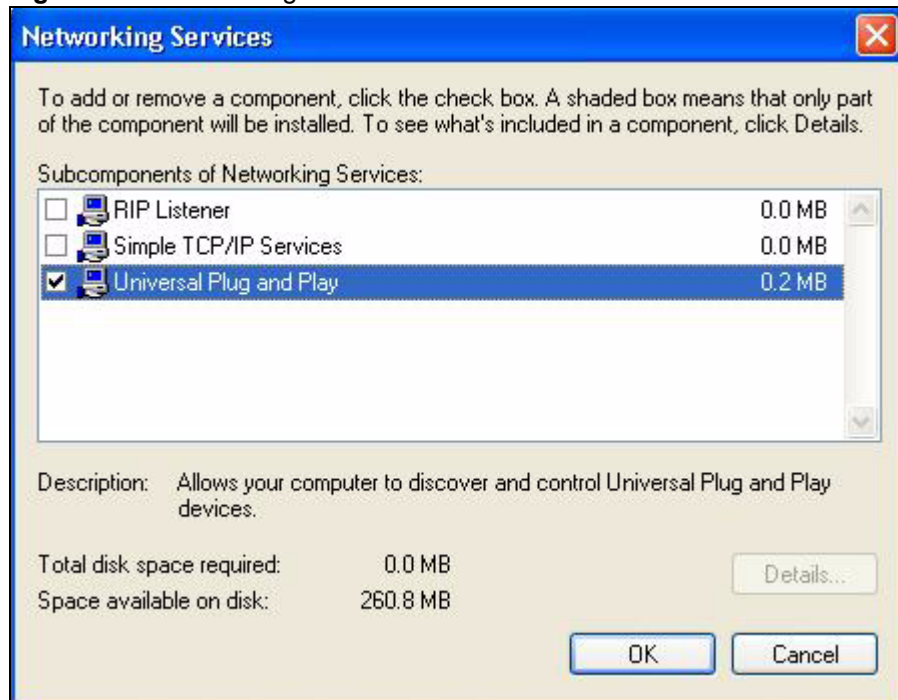 Networking Services
To add or remove a component, click the check box. A shaded box means that only part
of the component will be installed. To see what's included in a component, click Details.
Subcomponents of Networking Services:
RIP Listener 0.0 MB
Simple TCP/IP Services 0.0 MB
Universal Plug and Play 0.2 MB
Description: Allows your computer to discover and control Universal Plug and Play
devices.
Total disk space required: 0.0 MB
Details...
Space available on disk: 260.8 MB
OK Cancel